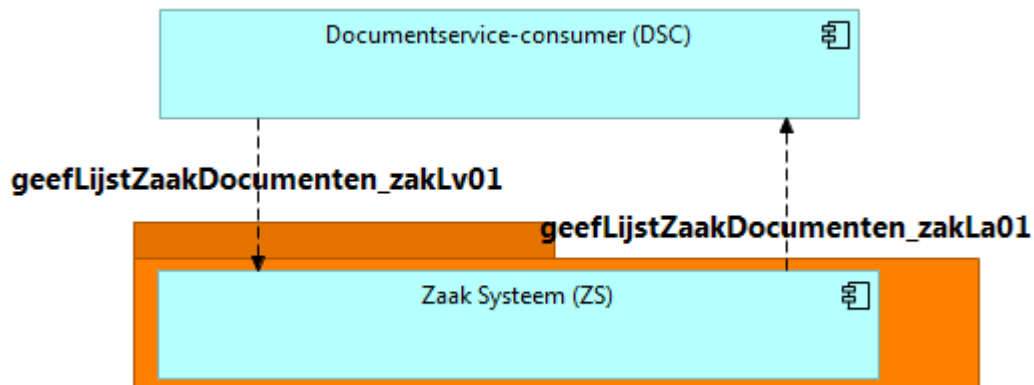 Documentservice-consumer (DSC)
geefLijstZaakDocumenten_zakLv01
geefLijstZaakDocumenten_zakLa01
Zaak Systeem (ZS)